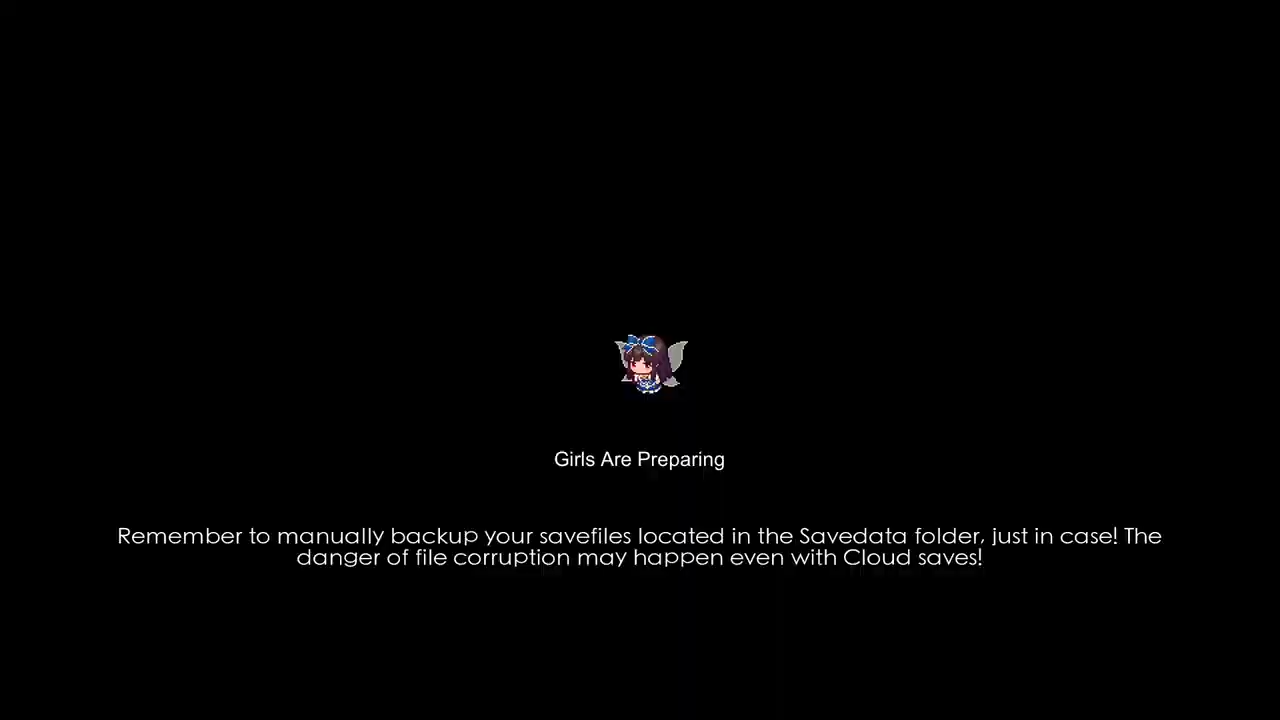 Girls Are Preparing
Remember to manually backup your savefiles located in the Savedata folder, just in case! The
danger of file corruption may happen even with Cloud saves!